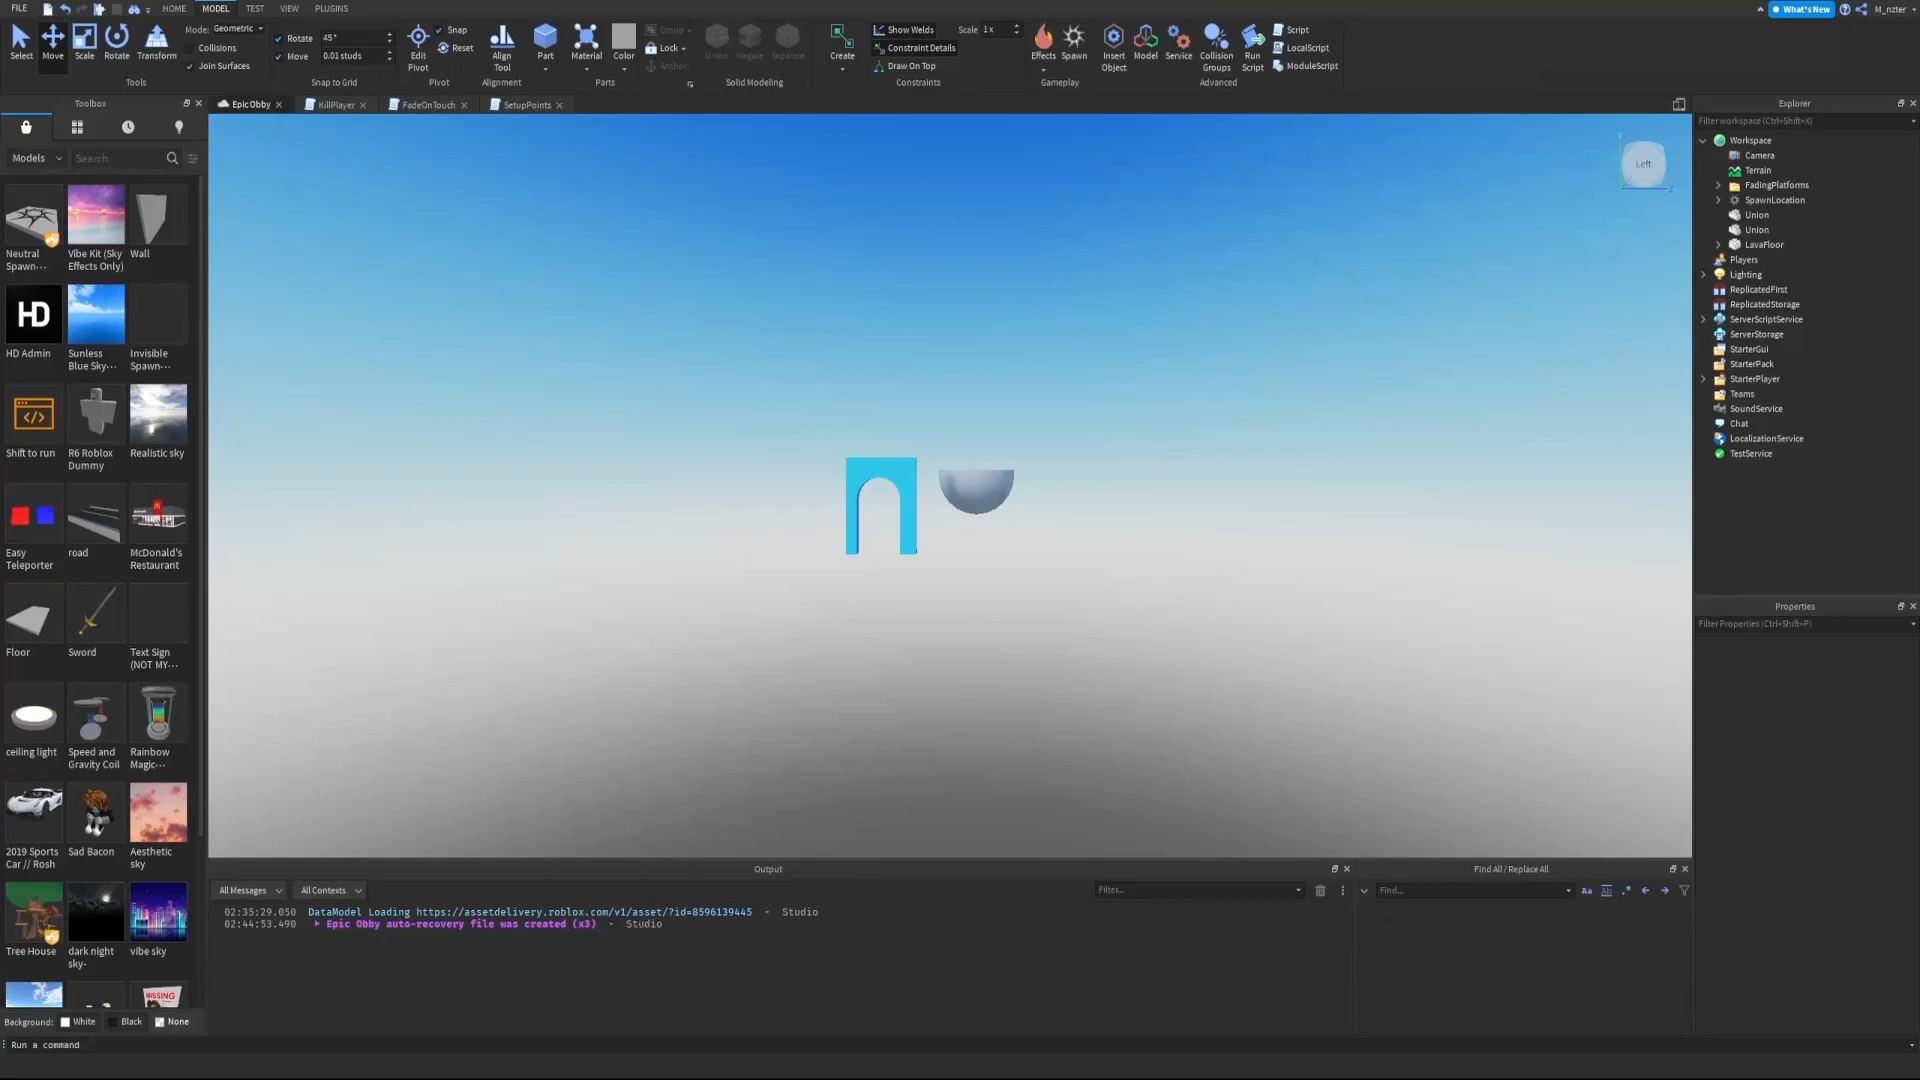 FILE HOME MODEL TEST VIEW PLUGINS What's New M_nzter
Select Move Scale Rotate Transform Mode: Geometric Collisions Join Surfaces
Tools
Rotate 45°
Move 0.01 studs
Snap to Grid
Edit Pivot Snap Reset
Pivot
Align Tool
Alignment
Part Material Color Group Lock Anchor
Parts
Union Negate Separate
Solid Modeling
Create Show Welds Scale 1x
Constraint Details
Draw On Top
Constraints
Effects Spawn
Gameplay
Insert Object Model Service Collision Groups Run Script
Script
LocalScript
ModuleScript
Advanced
Toolbox
EpicObby KillPlayer FadeOnTouch SetupPoints
Models Search
Neutral Spawn··· Vibe Kit (Sky Effects Only) Wall
HD
HD Admin Sunless Blue Sky··· Invisible Spawn···
Shift to run R6 Roblox Dummy Realistic sky
Easy Teleporter road McDonald's Restaurant
Floor Sword Text Sign (NOT MY···
ceiling light Speed and Gravity Coil Rainbow Magic···
2019 Sports Car // Rosh Sad Bacon Aesthetic sky
Tree House dark night sky- vibe sky
MISSING
Background: White Black None
Run a command
Left
Y
Z
Explorer
Filter workspace (Ctrl+Shift+X)
Workspace
Camera
Terrain
FadingPlatforms
SpawnLocation
Union
Union
LavaFloor
Players
Lighting
ReplicatedFirst
ReplicatedStorage
ServerScriptService
ServerStorage
StarterGui
StarterPack
StarterPlayer
Teams
SoundService
Chat
LocalizationService
TestService
Properties
Filter Properties (Ctrl+Shift+P)
Output
All Messages All Contexts Filter...
02:35:29.050 DataModel Loading https://assetdelivery.roblox.com/v1/asset/?id=8596139445 - Studio
02:44:53.490 Epic Obby auto-recovery file was created (x3) - Studio
Find All / Replace All
Find... Aa Ab .*